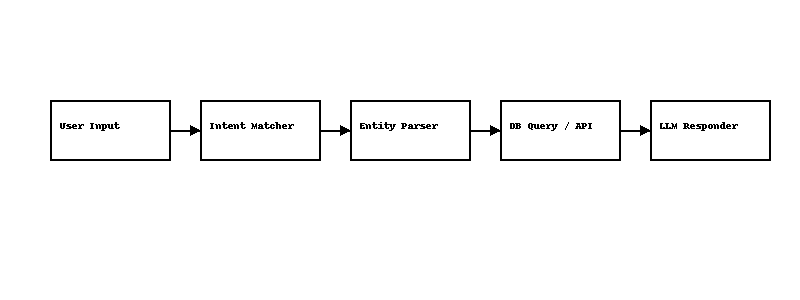 User Input
Intent Matcher
Entity Parser
DB Query / API
LLM Responder